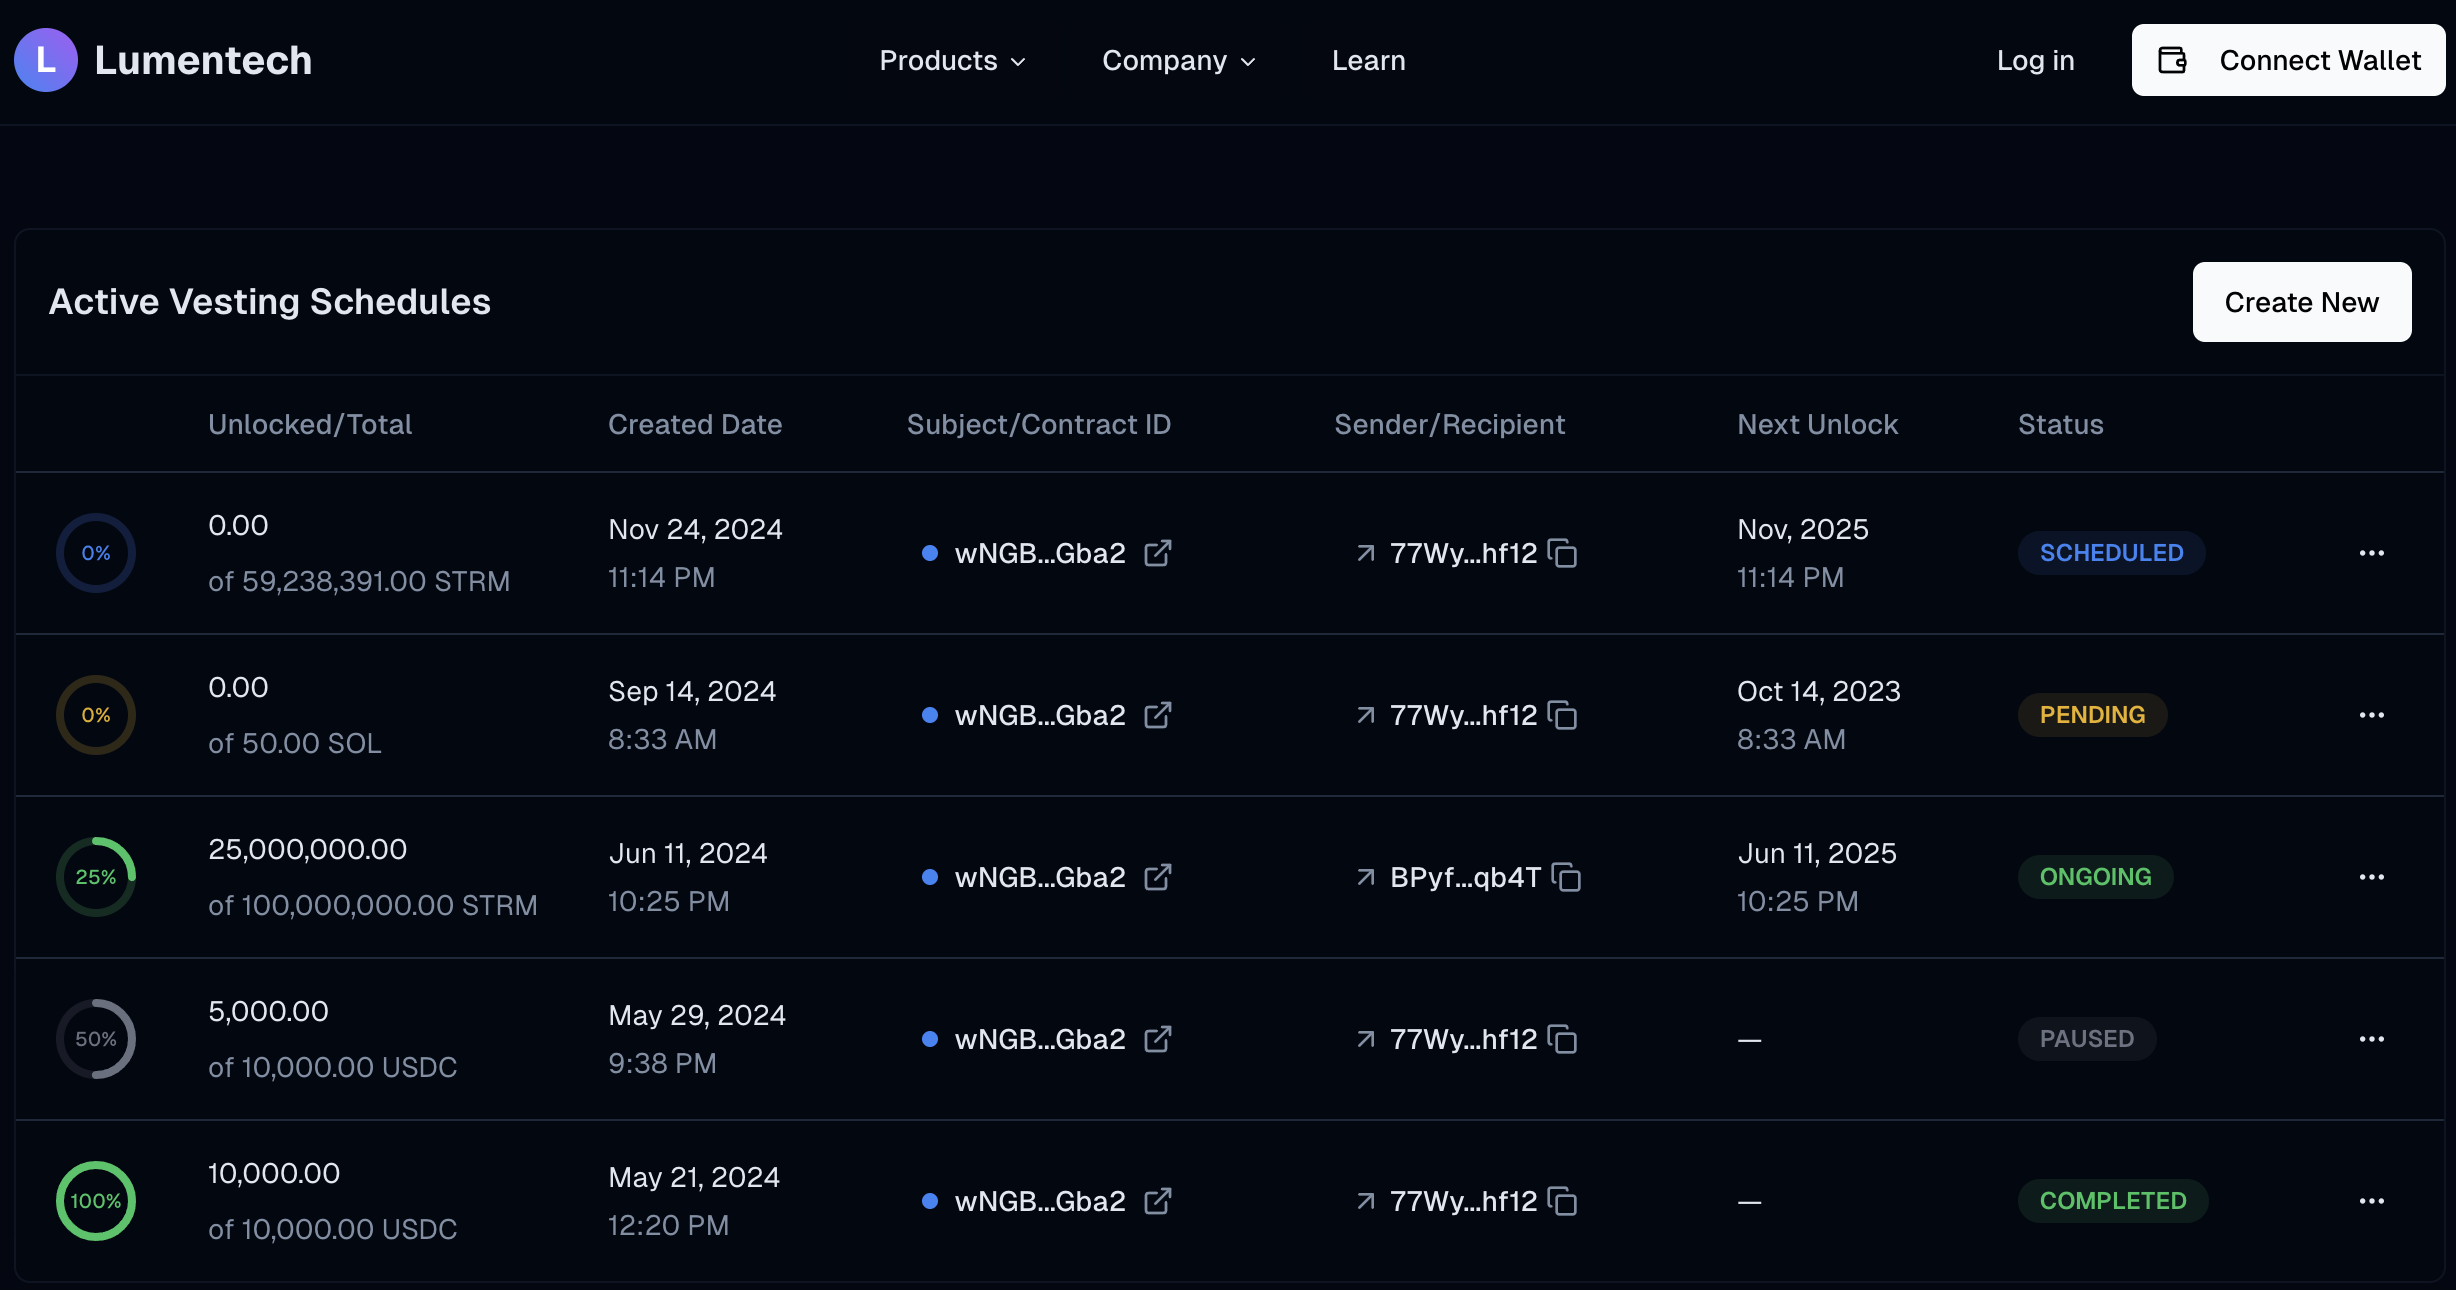 L Lumentech
Products
Company
Learn
Log in
Connect Wallet
Active Vesting Schedules
Create New
Unlocked/Total Created Date Subject/Contract ID Sender/Recipient Next Unlock Status
0%
0.00
of 59,238,391.00 STRM
Nov 24, 2024
11:14 PM
wNGB...Gba2
77Wy...hf12
Nov, 2025
11:14 PM
SCHEDULED
0%
0.00
of 50.00 SOL
Sep 14, 2024
8:33 AM
wNGB...Gba2
77Wy...hf12
Oct 14, 2023
8:33 AM
PENDING
25%
25,000,000.00
of 100,000,000.00 STRM
Jun 11, 2024
10:25 PM
wNGB...Gba2
BPyf...qb4T
Jun 11, 2025
10:25 PM
ONGOING
50%
5,000.00
of 10,000.00 USDC
May 29, 2024
9:38 PM
wNGB...Gba2
77Wy...hf12
—
PAUSED
100%
10,000.00
of 10,000.00 USDC
May 21, 2024
12:20 PM
wNGB...Gba2
77Wy...hf12
—
COMPLETED